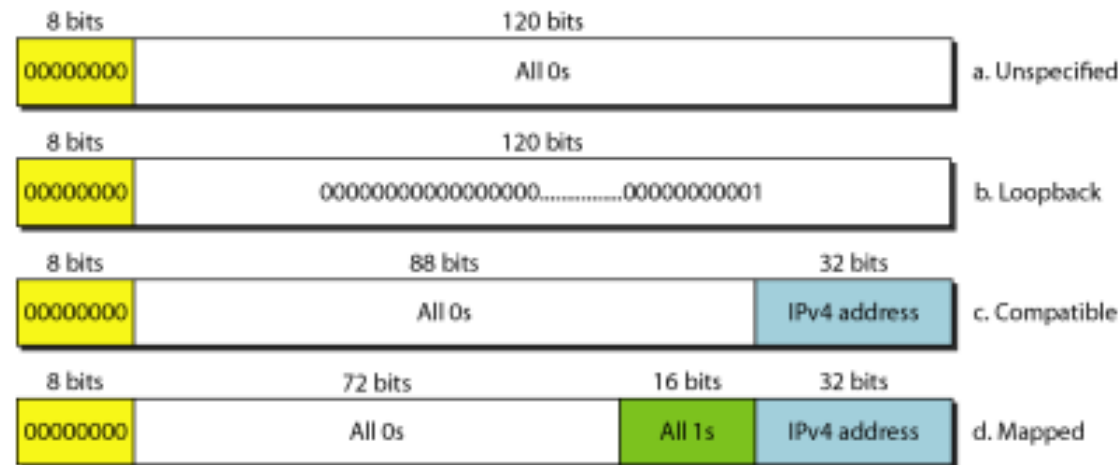 8 bits 120 bits
00000000 All 0s a. Unspecified
8 bits 120 bits
00000000 00000000000000000...............00000000001 b. Loopback
8 bits 88 bits 32 bits
00000000 All 0s IPv4 address c. Compatible
8 bits 72 bits 16 bits 32 bits
00000000 All 0s All 1s IPv4 address d. Mapped